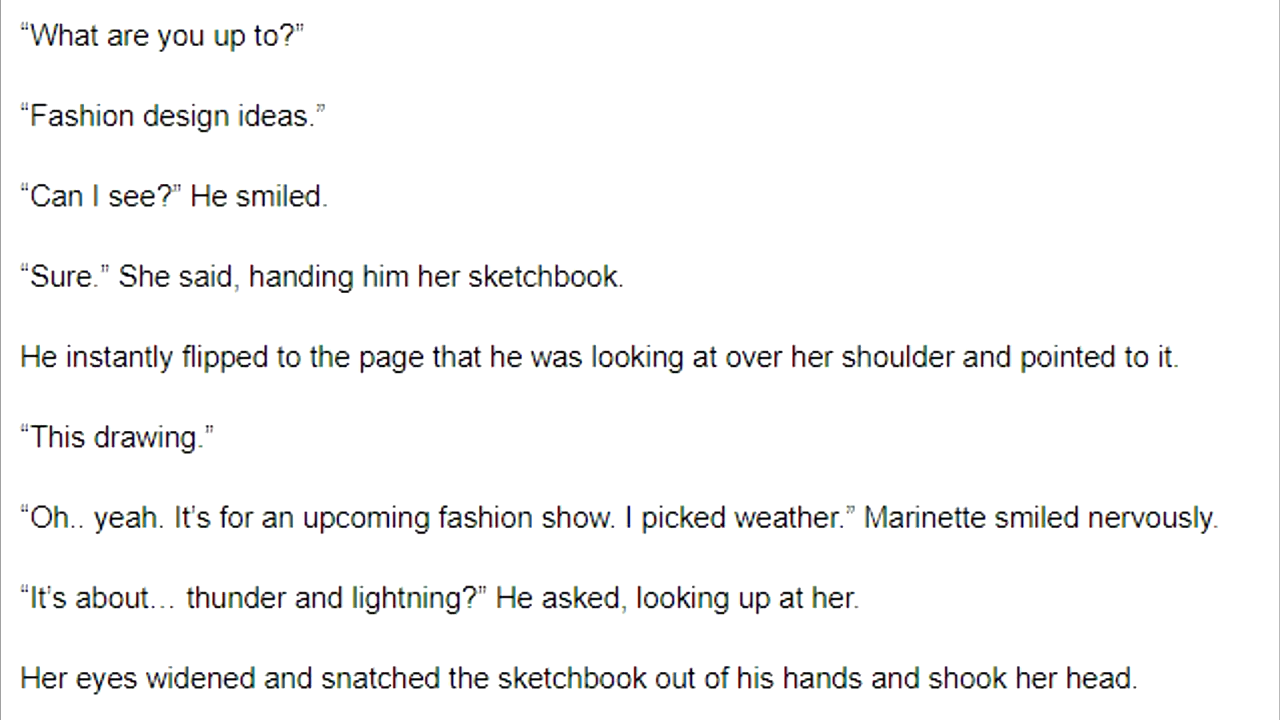 “What are you up to?”
“Fashion design ideas.”
“Can I see?” He smiled.
“Sure.” She said, handing him her sketchbook.
He instantly flipped to the page that he was looking at over her shoulder and pointed to it.
“This drawing.”
“Oh.. yeah. It’s for an upcoming fashion show. I picked weather.” Marinette smiled nervously.
“It’s about… thunder and lightning?” He asked, looking up at her.
Her eyes widened and snatched the sketchbook out of his hands and shook her head.